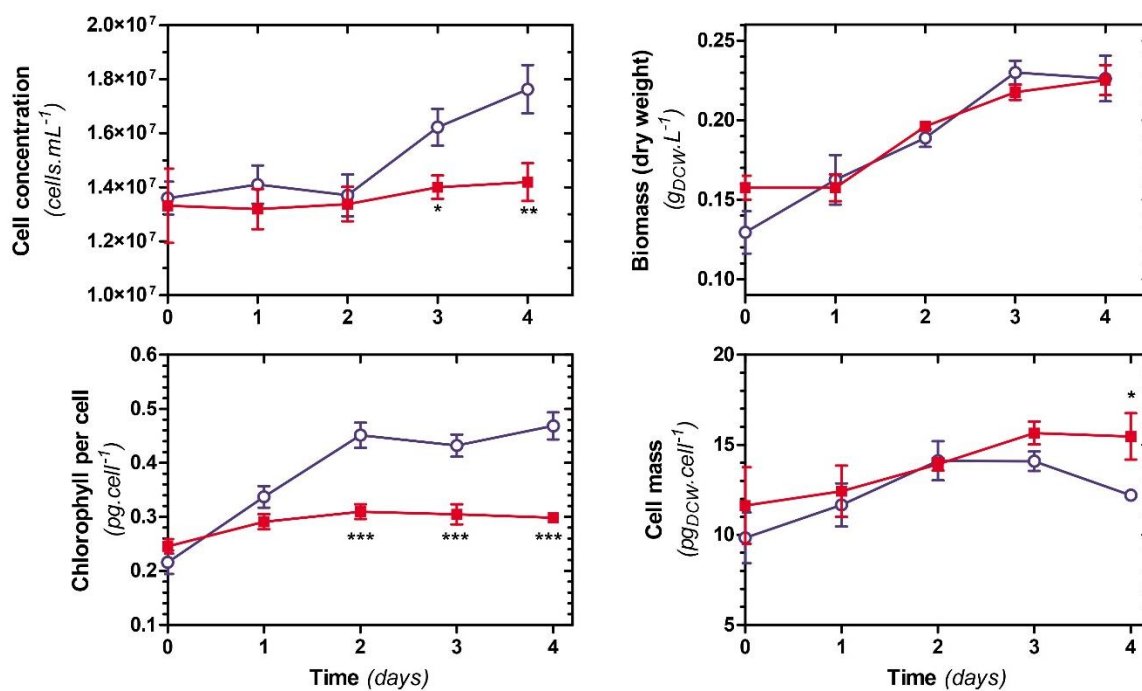 Cell concentration
(cells.mL⁻¹)
2.0×10⁷
1.8×10⁷
1.6×10⁷
1.4×10⁷
1.2×10⁷
1.0×10⁷
* **
0 1 2 3 4
Biomass (dry weight)
(g_DCW.L⁻¹)
0.25
0.20
0.15
0.10
0 1 2 3 4
Chlorophyll per cell
(pg.cell⁻¹)
0.6
0.5
0.4
0.3
0.2
0.1
*** *** ***
0 1 2 3 4
Time (days)
Cell mass
(pg_DCW.cell⁻¹)
20
15
10
5
*
0 1 2 3 4
Time (days)